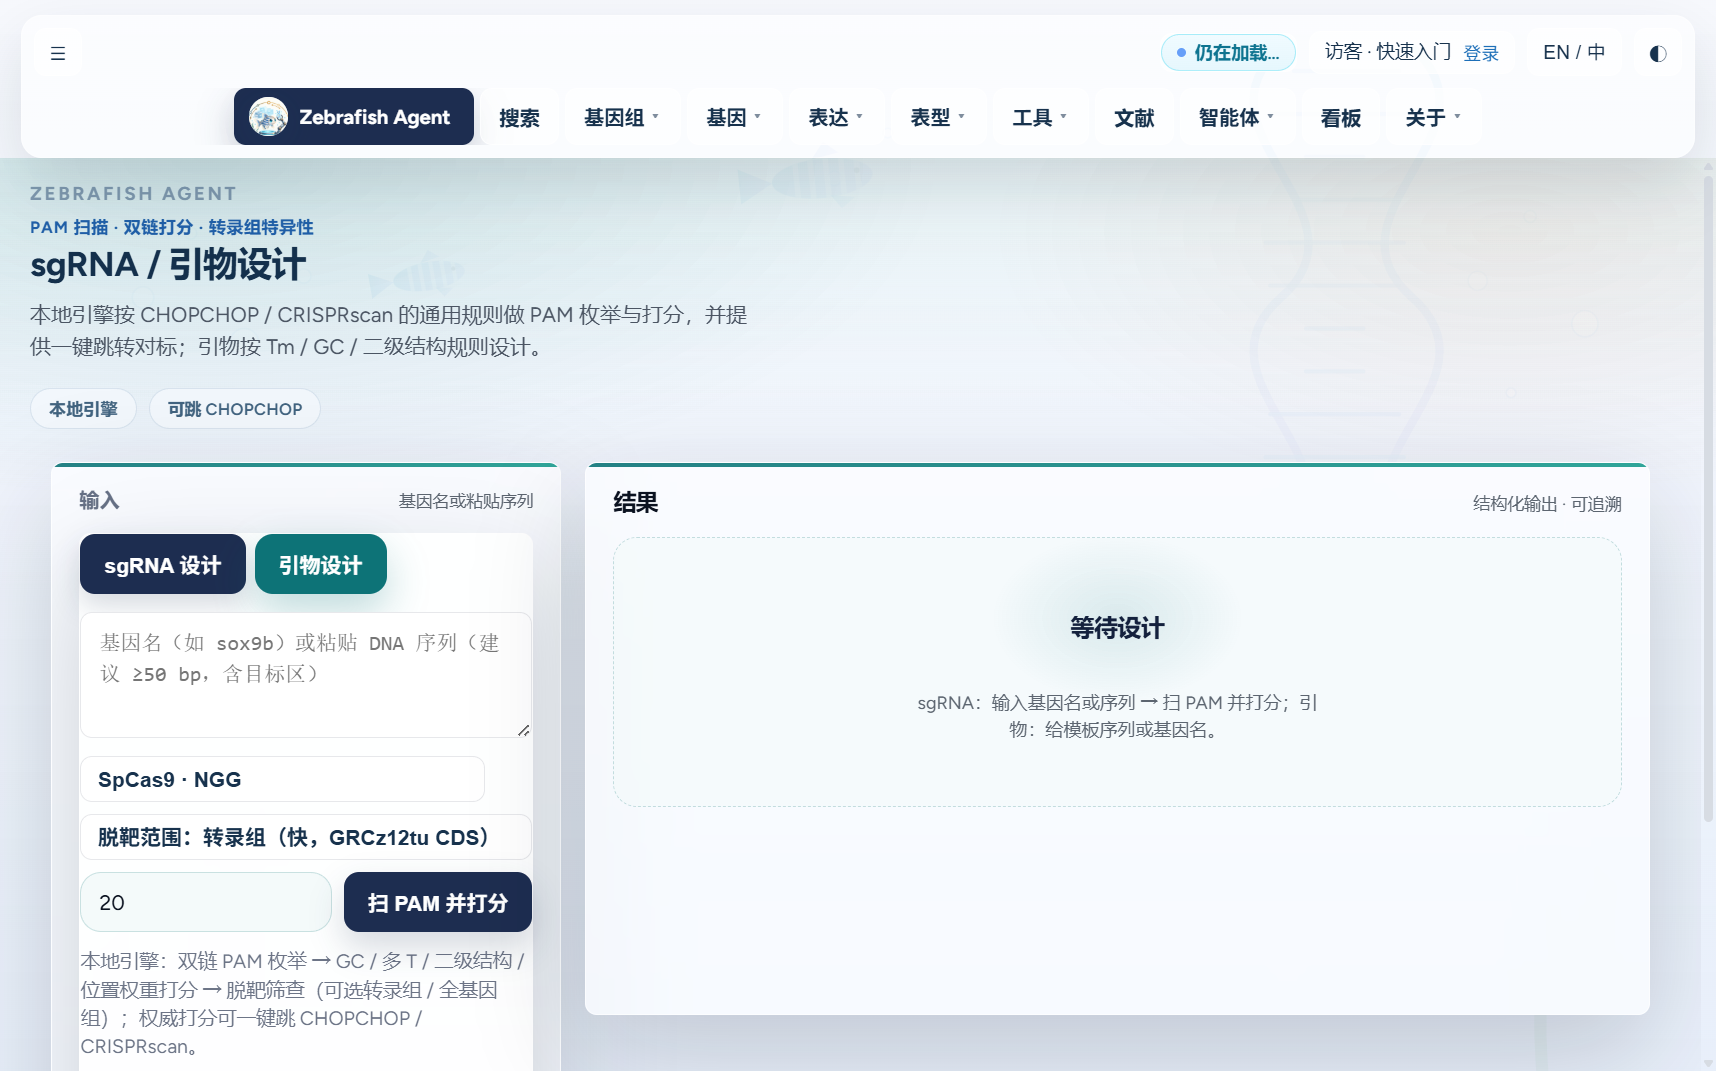 ☰
仍在加载...
访客 · 快速入门 登录
EN / 中
Zebrafish Agent
搜索
基因组
基因
表达
表型
工具
文献
智能体
看板
关于
ZEBRAFISH AGENT
PAM 扫描 · 双链打分 · 转录组特异性
sgRNA / 引物设计
本地引擎按 CHOPCHOP / CRISPRscan 的通用规则做 PAM 枚举与打分，并提
供一键跳转对标；引物按 Tm / GC / 二级结构规则设计。
本地引擎
可跳 CHOPCHOP
输入
基因名或粘贴序列
sgRNA 设计
引物设计
基因名（如 sox9b）或粘贴 DNA 序列（建
议 ≥50 bp，含目标区）
SpCas9 · NGG
脱靶范围：转录组（快，GRCz12tu CDS）
20
扫 PAM 并打分
本地引擎：双链 PAM 枚举 → GC / 多 T / 二级结构 /
位置权重打分 → 脱靶筛查（可选转录组 / 全基因
组）；权威打分可一键跳 CHOPCHOP /
CRISPRscan。
结果
结构化输出 · 可追溯
等待设计
sgRNA：输入基因名或序列 → 扫 PAM 并打分；引
物：给模板序列或基因名。